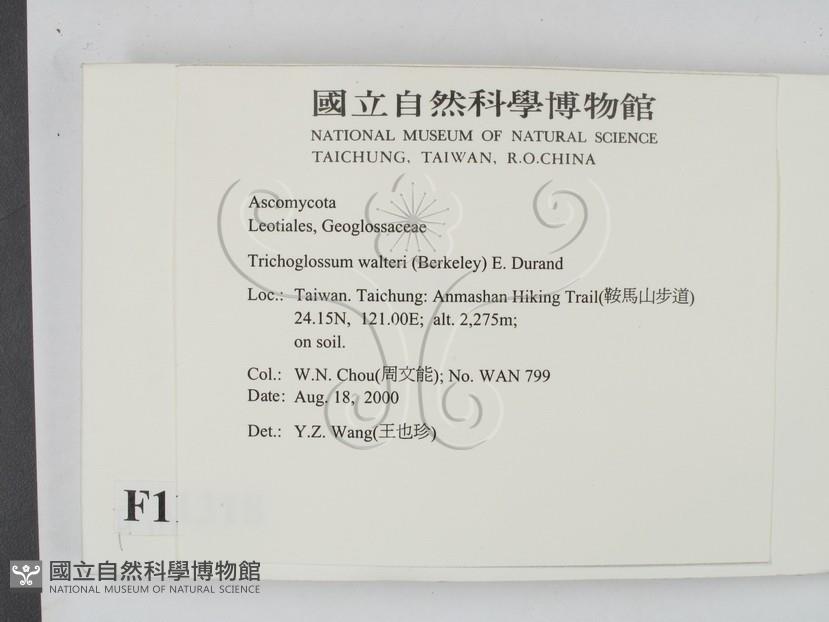 國立自然科學博物館
NATIONAL MUSEUM OF NATURAL SCIENCE
TAICHUNG, TAIWAN, R.O.CHINA
Ascomycota
Leotiales, Geoglossaceae
Trichoglossum walteri (Berkeley) E. Durand
Loc.: Taiwan. Taichung: Anmashan Hiking Trail(鞍馬山步道)
24.15N, 121.00E; alt. 2,275m;
on soil.
Col.: W.N. Chou(周文能); No. WAN 799
Date: Aug. 18, 2000
Det.: Y.Z. Wang(王也珍)
F1
國立自然科學博物館
NATIONAL MUSEUM OF NATURAL SCIENCE